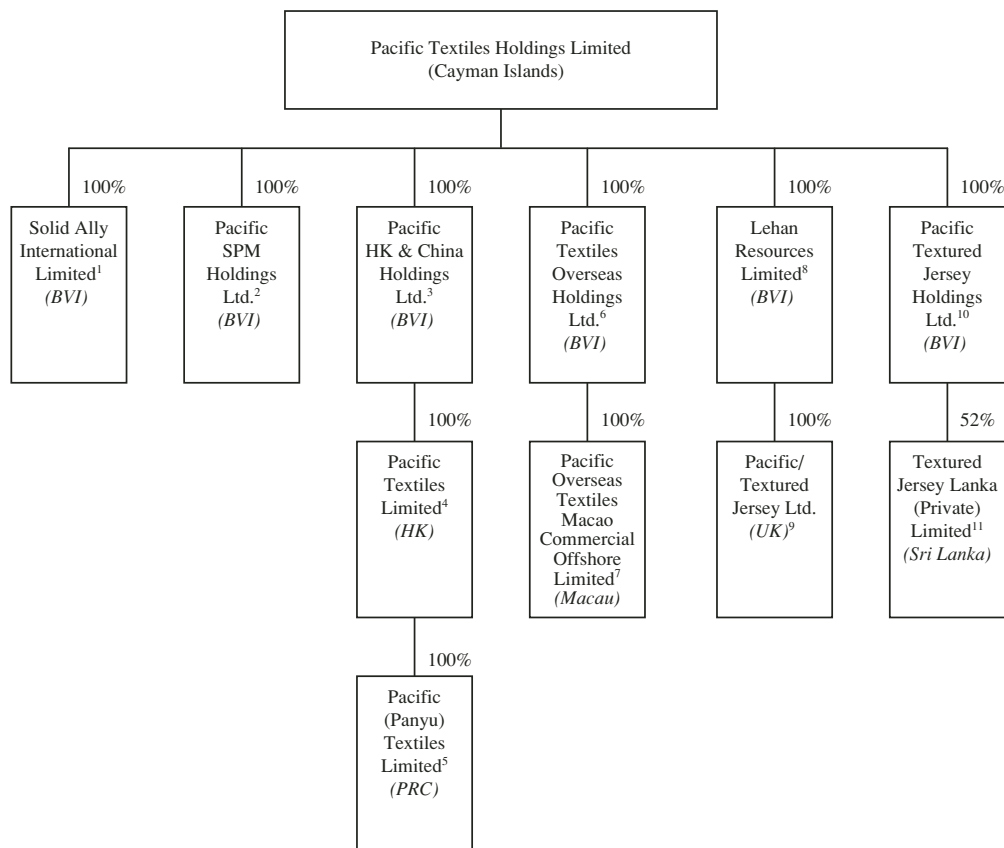 Pacific Textiles Holdings Limited
(Cayman Islands)
100%
100%
100%
100%
100%
100%
Solid Ally
International
Limited1
(BVI)
Pacific
SPM
Holdings
Ltd.2
(BVI)
Pacific
HK & China
Holdings
Ltd.3
(BVI)
Pacific
Textiles
Overseas
Holdings
Ltd.6
(BVI)
Lehan
Resources
Limited8
(BVI)
Pacific
Textured
Jersey
Holdings
Ltd.10
(BVI)
100%
100%
100%
52%
Pacific
Textiles
Limited4
(HK)
Pacific
Overseas
Textiles
Macao
Commercial
Offshore
Limited7
(Macau)
Pacific/
Textured
Jersey Ltd.
(UK)9
Textured
Jersey Lanka
(Private)
Limited11
(Sri Lanka)
100%
Pacific
(Panyu)
Textiles
Limited5
(PRC)